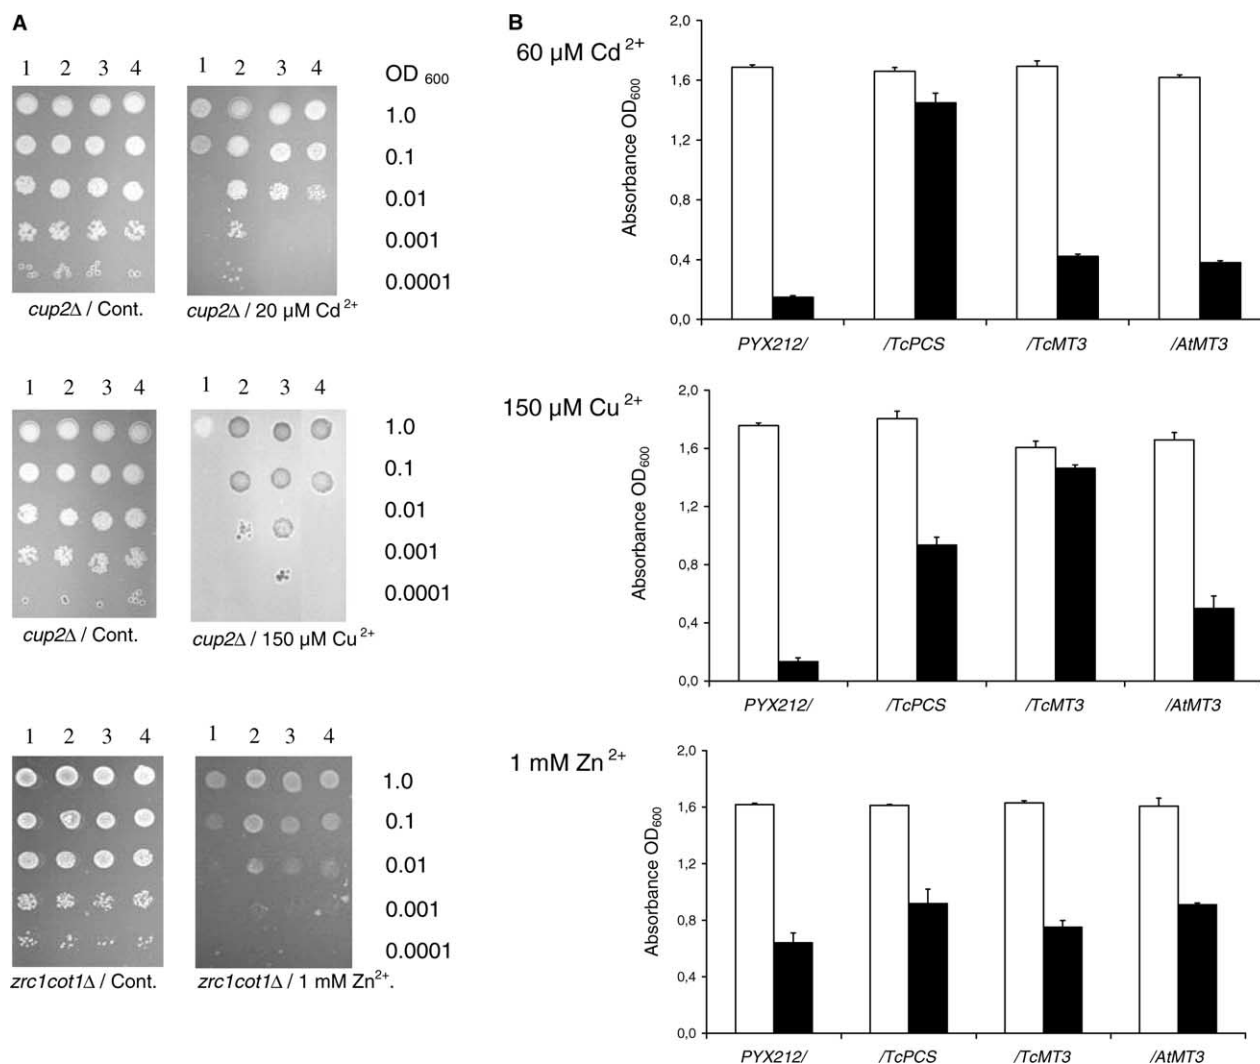 A
1 2 3 4
1 2 3 4
OD 600
1.0
0.1
0.01
0.001
0.0001
cup2Δ / Cont.
cup2Δ / 20 µM Cd 2+
1 2 3 4
1 2 3 4
1.0
0.1
0.01
0.001
0.0001
cup2Δ / Cont.
cup2Δ / 150 µM Cu 2+
1 2 3 4
1 2 3 4
1.0
0.1
0.01
0.001
0.0001
zrc1cot1Δ / Cont.
zrc1cot1Δ / 1 mM Zn2+.
B
60 µM Cd 2+
Absorbance OD600
2,0
1,6
1,2
0,8
0,4
0,0
PYX212/ /TcPCS /TcMT3 /AtMT3
150 µM Cu 2+
Absorbance OD600
2,0
1,6
1,2
0,8
0,4
0,0
PYX212/ /TcPCS /TcMT3 /AtMT3
1 mM Zn 2+
Absorbance OD600
2,0
1,6
1,2
0,8
0,4
0,0
PYX212/ /TcPCS /TcMT3 /AtMT3